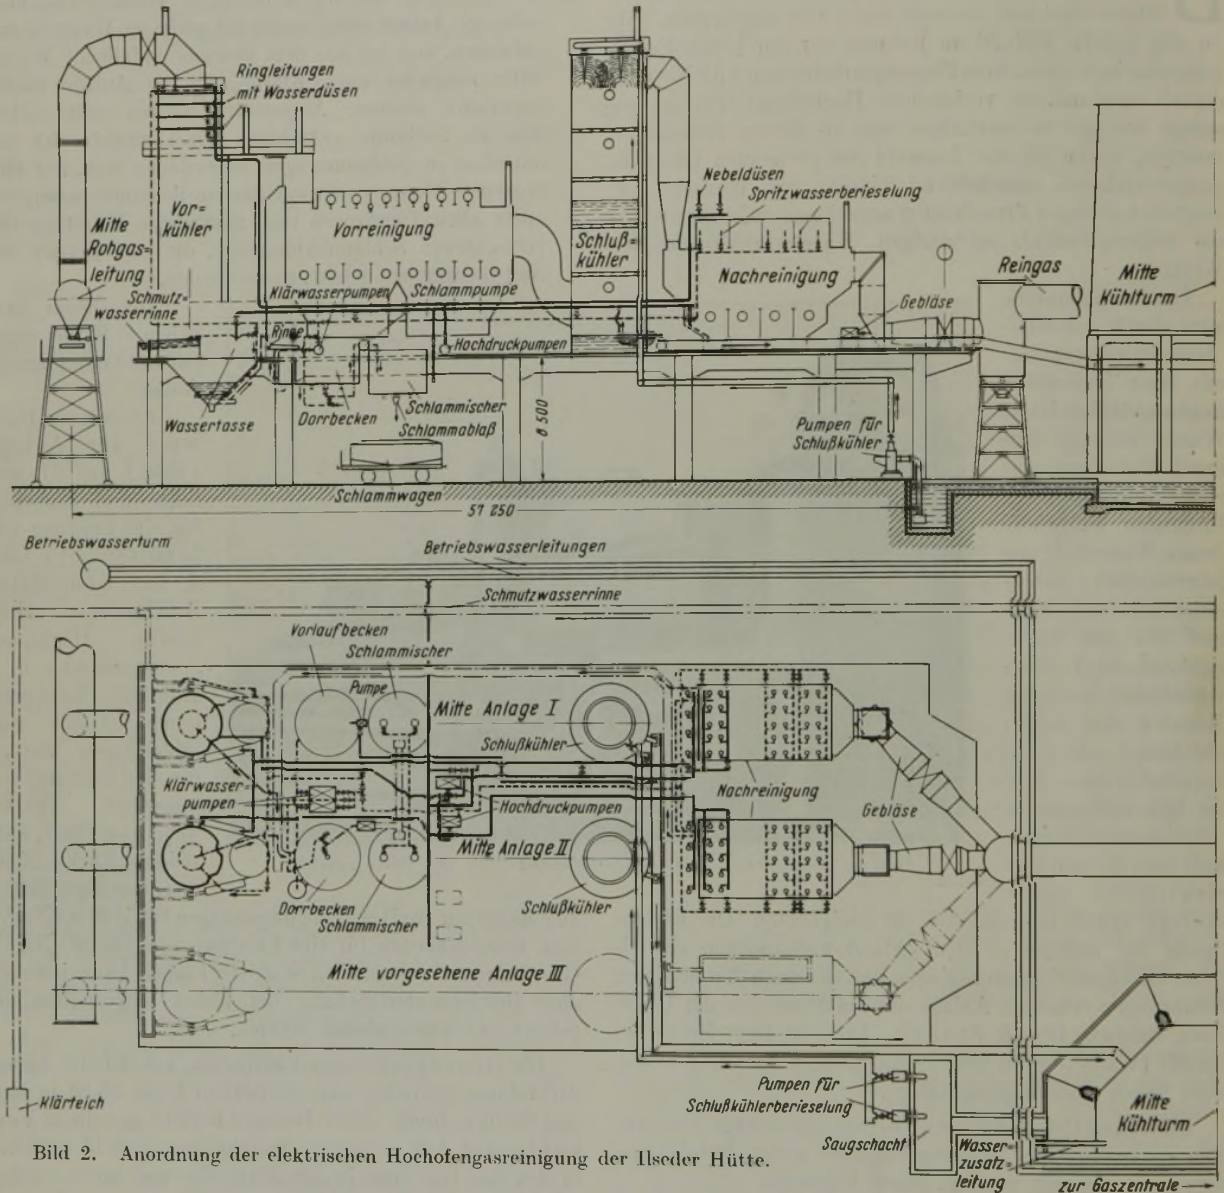 Ringleitungen
mit Wasserdüsen
Nebeldüsen
Spritzwasserberieselung
Mitte
Rohgas=
leitung
Vor=
kühler
Vorreinigung
Schluß=
kühler
Nachreinigung
Reingas
Mitte
Kühlturm
Schmutz=
wasserrinne
Klärwasserpumpen
Schlammpumpe
Gebläse
Rinne
Hochdruckpumpen
Wassertasse
Dorrbecken
Schlammischer
Schlammablaß
8 500
Pumpen für
Schlußkühler
Schlammwagen
57 250
Betriebswasserturm
Betriebswasserleitungen
Schmutzwasserrinne
Vorlaufbecken
Schlammischer
Pumpe
Mitte Anlage I
Schlußkühler
Klärwasser=
pumpen
Hochdruckpumpen
Nachreinigung
Gebläse
Mitte Anlage II
Dorrbecken
Schlammischer
Schlußkühler
Mitte vorgesehene Anlage III
Klärteich
Pumpen für
Schlußkühlerberieselung
Saugschacht
Wasser=
zusatz=
leitung
Mitte
Kühlturm
zur Gaszentrale
Bild 2. Anordnung der elektrischen Hochofengasreinigung der Ilseder Hütte.